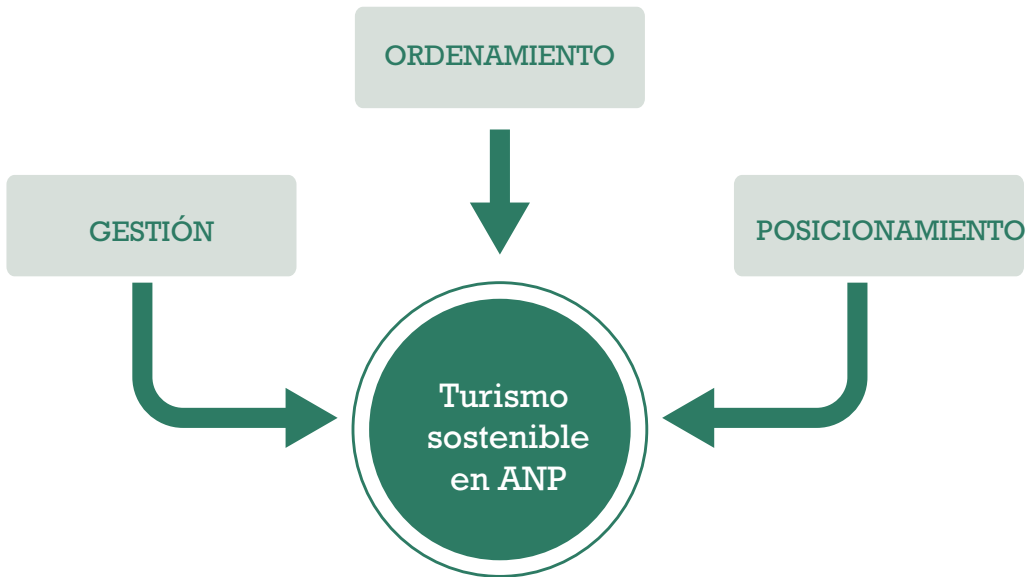 ORDENAMIENTO
GESTIÓN
POSICIONAMIENTO
Turismo
sostenible
en ANP